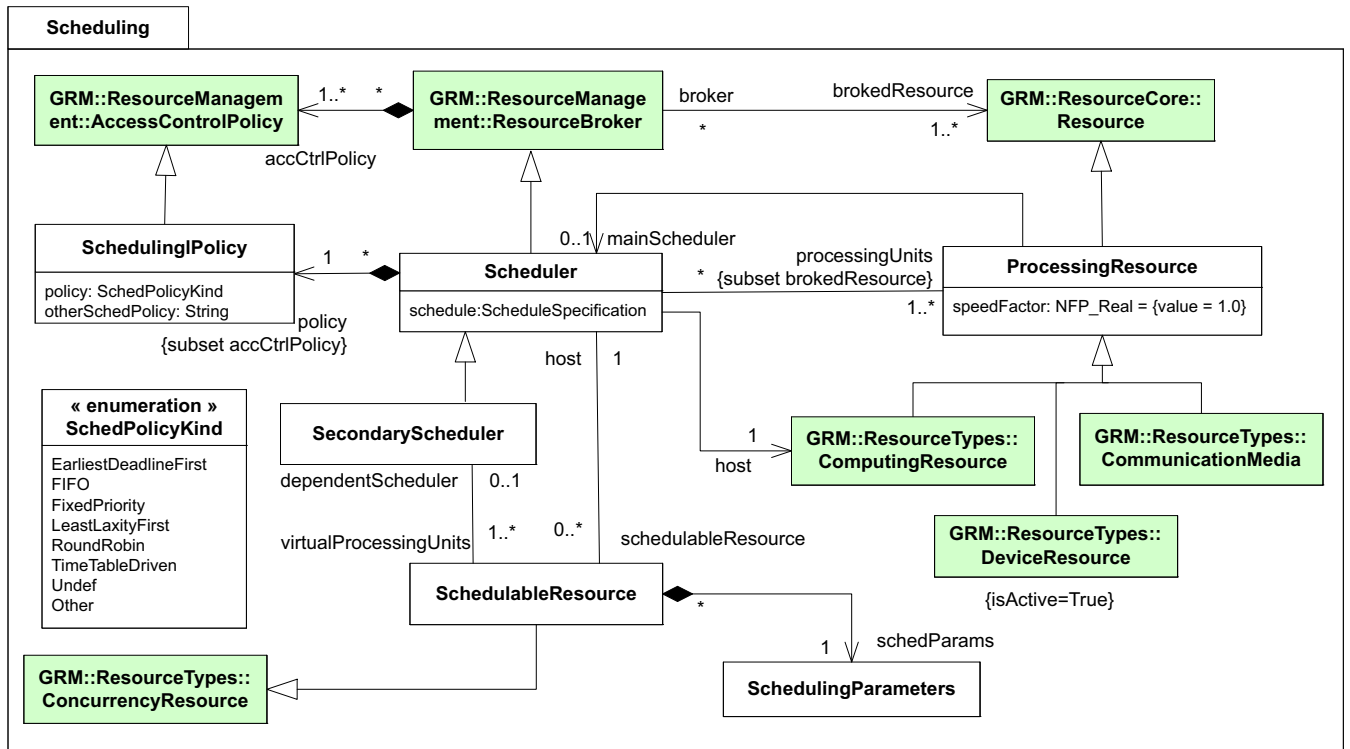 Scheduling
GRM::ResourceManagem
ent::AccessControlPolicy
1..*
*
accCtrlPolicy
GRM::ResourceManage
ment::ResourceBroker
broker
*
brokedResource
1..*
GRM::ResourceCore::
Resource
SchedulinglPolicy
policy: SchedPolicyKind
otherSchedPolicy: String
1
*
policy
{subset accCtrlPolicy}
0..1
mainScheduler
Scheduler
schedule:ScheduleSpecification
*
processingUnits
{subset brokedResource}
1..*
ProcessingResource
speedFactor: NFP_Real = {value = 1.0}
host
1
« enumeration »
SchedPolicyKind
EarliestDeadlineFirst
FIFO
FixedPriority
LeastLaxityFirst
RoundRobin
TimeTableDriven
Undef
Other
SecondaryScheduler
dependentScheduler
0..1
virtualProcessingUnits
1..*
0..*
schedulableResource
1
host
GRM::ResourceTypes::
ComputingResource
GRM::ResourceTypes::
CommunicationMedia
GRM::ResourceTypes::
DeviceResource
{isActive=True}
SchedulableResource
*
1
schedParams
SchedulingParameters
GRM::ResourceTypes::
ConcurrencyResource